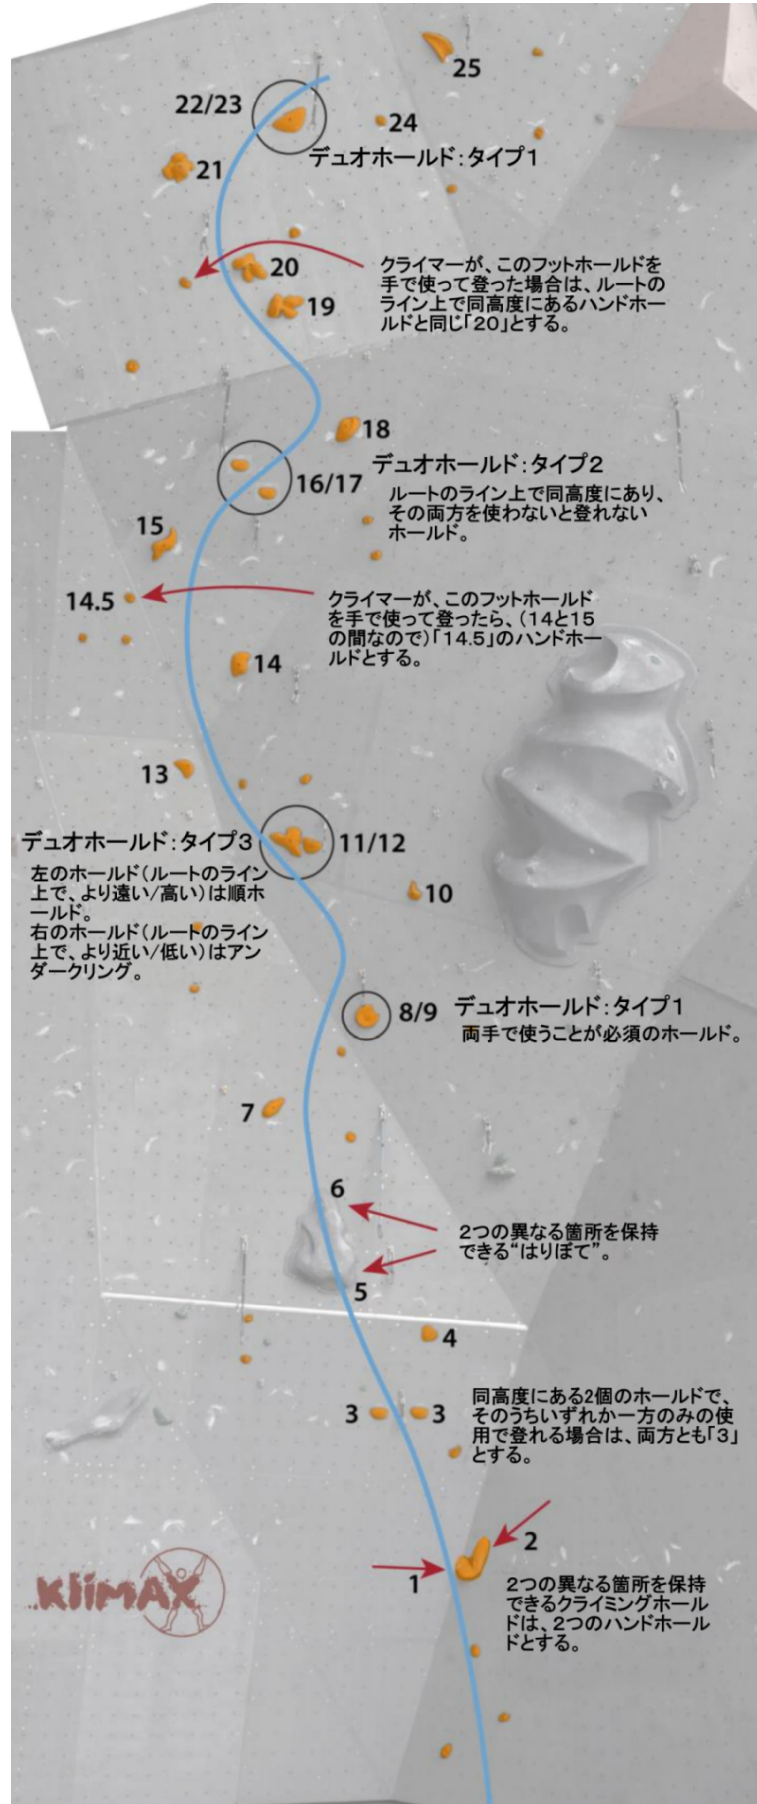 25
22/23
24
デュオホールド：タイプ1
21
クライマーが、このフットホールドを
手で使って登った場合は、ルートの
ライン上で同高度にあるハンドホー
ルドと同じ「20」とする。
20
19
18
デュオホールド：タイプ2
16/17
ルートのライン上で同高度にあり、
その両方を使わないと登れない
ホールド。
15
14.5
クライマーが、このフットホールド
を手で使って登ったら、（14と15
の間なので）「14.5」のハンドホー
ルドとする。
14
13
デュオホールド：タイプ3
11/12
左のホールド（ルートのライン
上で、より遠い/高い）は順ホ
ールド。
右のホールド（ルートのライン
上で、より近い/低い）はアン
ダークリング。
10
8/9
デュオホールド：タイプ1
両手で使うことが必須のホールド。
7
6
2つの異なる箇所を保持
できる“はりぼて”。
5
4
3
3
同高度にある2個のホールドで、
そのうちいずれか一方のみの使
用で登れる場合は、両方とも「3」
とする。
2
1
2つの異なる箇所を保持
できるクライミングホール
ドは、2つのハンドホール
ドとする。
KliMAX